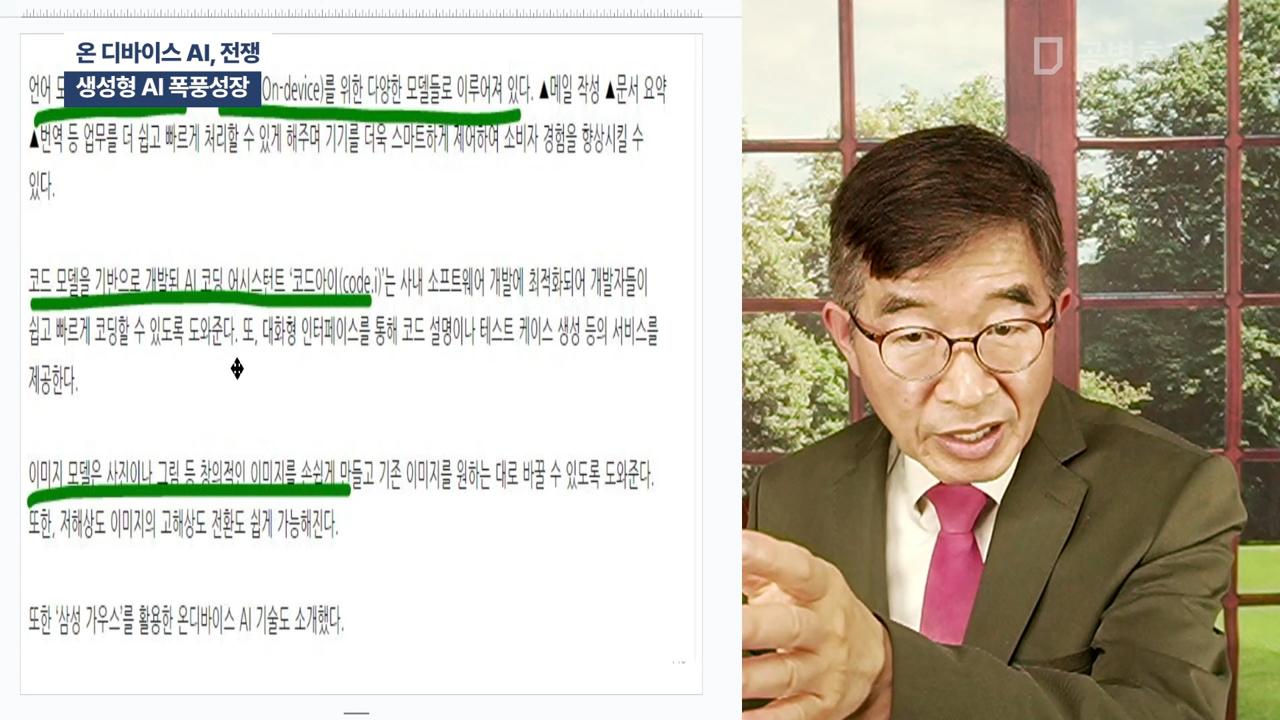 온 디바이스 AI, 전쟁
생성형 AI 폭풍성장
언어 (On-device)를 위한 다양한 모델들로 이루어져 있다. ▲메일 작성 ▲문서 요약
▲번역 등 업무를 더 쉽고 빠르게 처리할 수 있게 해주며 기기를 더욱 스마트하게 제어하여 소비자 경험을 향상시킬 수
있다.
코드 모델을 기반으로 개발된 AI 코딩 어시스턴트 ‘코드아이(code.i)’는 사내 소프트웨어 개발에 최적화되어 개발자들이
쉽고 빠르게 코딩할 수 있도록 도와준다. 또, 대화형 인터페이스를 통해 코드 설명이나 테스트 케이스 생성 등의 서비스를
제공한다.
이미지 모델은 사진이나 그림 등 창의적인 이미지를 손쉽게 만들고 기존 이미지를 원하는 대로 바꿀 수 있도록 도와준다.
또한, 저해상도 이미지의 고해상도 전환도 쉽게 가능해진다.
또한 ‘삼성 가우스’를 활용한 온디바이스 AI 기술도 소개했다.
공병호TV